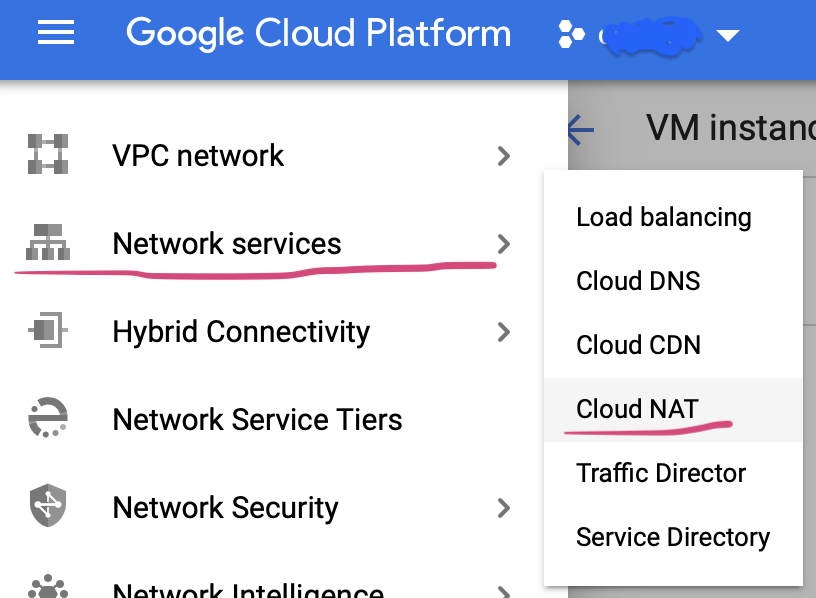 Google Cloud Platform
VPC network
Network services
Hybrid Connectivity
Network Service Tiers
Network Security
Network Intelligence
VM instanc
Load balancing
Cloud DNS
Cloud CDN
Cloud NAT
Traffic Director
Service Directory